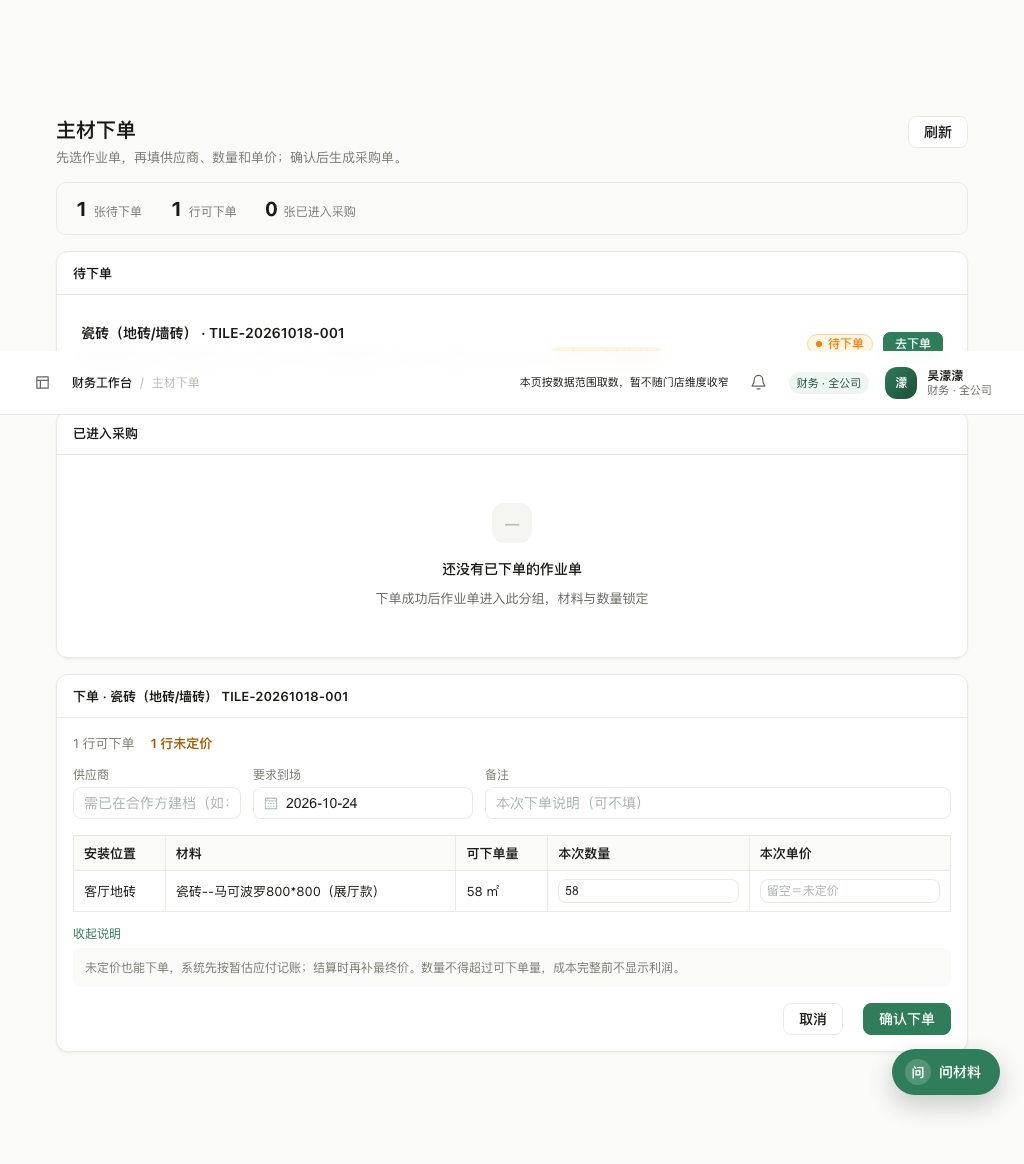 主材下单
刷新
先选作业单，再填供应商、数量和单价；确认后生成采购单。
1 张待下单 1 行可下单 0 张已进入采购
待下单
瓷砖（地砖/墙砖） · TILE-20261018-001
待下单 去下单
财务工作台 / 主材下单
本页按数据范围取数，暂不随门店维度收窄
财务 · 全公司
濛
吴濛濛
财务 · 全公司
已进入采购
—
还没有已下单的作业单
下单成功后作业单进入此分组，材料与数量锁定
下单 · 瓷砖（地砖/墙砖） TILE-20261018-001
1 行可下单 1 行未定价
供应商 要求到场 备注
需已在合作方建档（如： 2026-10-24 本次下单说明（可不填）
安装位置 材料 可下单量 本次数量 本次单价
客厅地砖 瓷砖--马可波罗800*800（展厅款） 58 ㎡ 58 留空＝未定价
收起说明
未定价也能下单，系统先按暂估应付记账；结算时再补最终价。数量不得超过可下单量，成本完整前不显示利润。
取消 确认下单
问 问材料